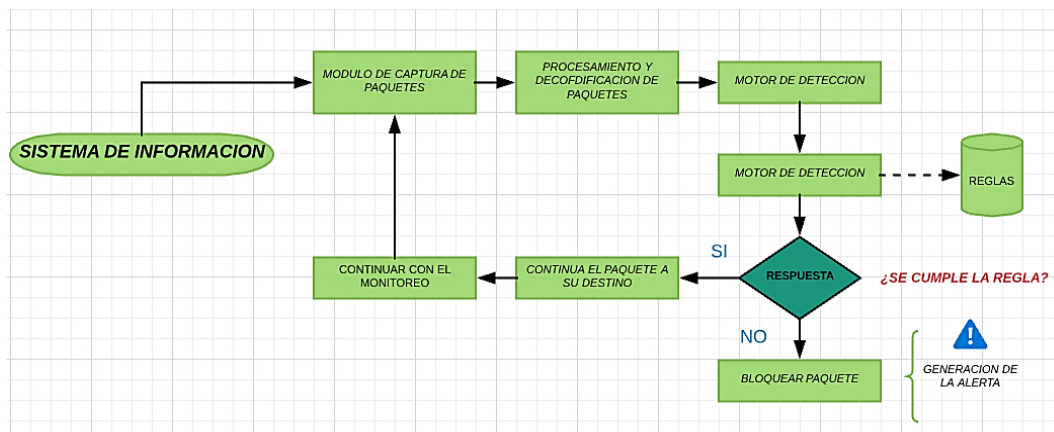 MODULO DE CAPTURA DE
PAQUETES
PROCESAMIENTO Y
DECOFDIFICACION DE
PAQUETES
MOTOR DE DETECCION
SISTEMA DE INFORMACION
MOTOR DE DETECCION
REGLAS
SI
CONTINUAR CON EL
MONITOREO
CONTINUA EL PAQUETE A
SU DESTINO
RESPUESTA
¿SE CUMPLE LA REGLA?
NO
BLOQUEAR PAQUETE
GENERACION DE
LA ALERTA